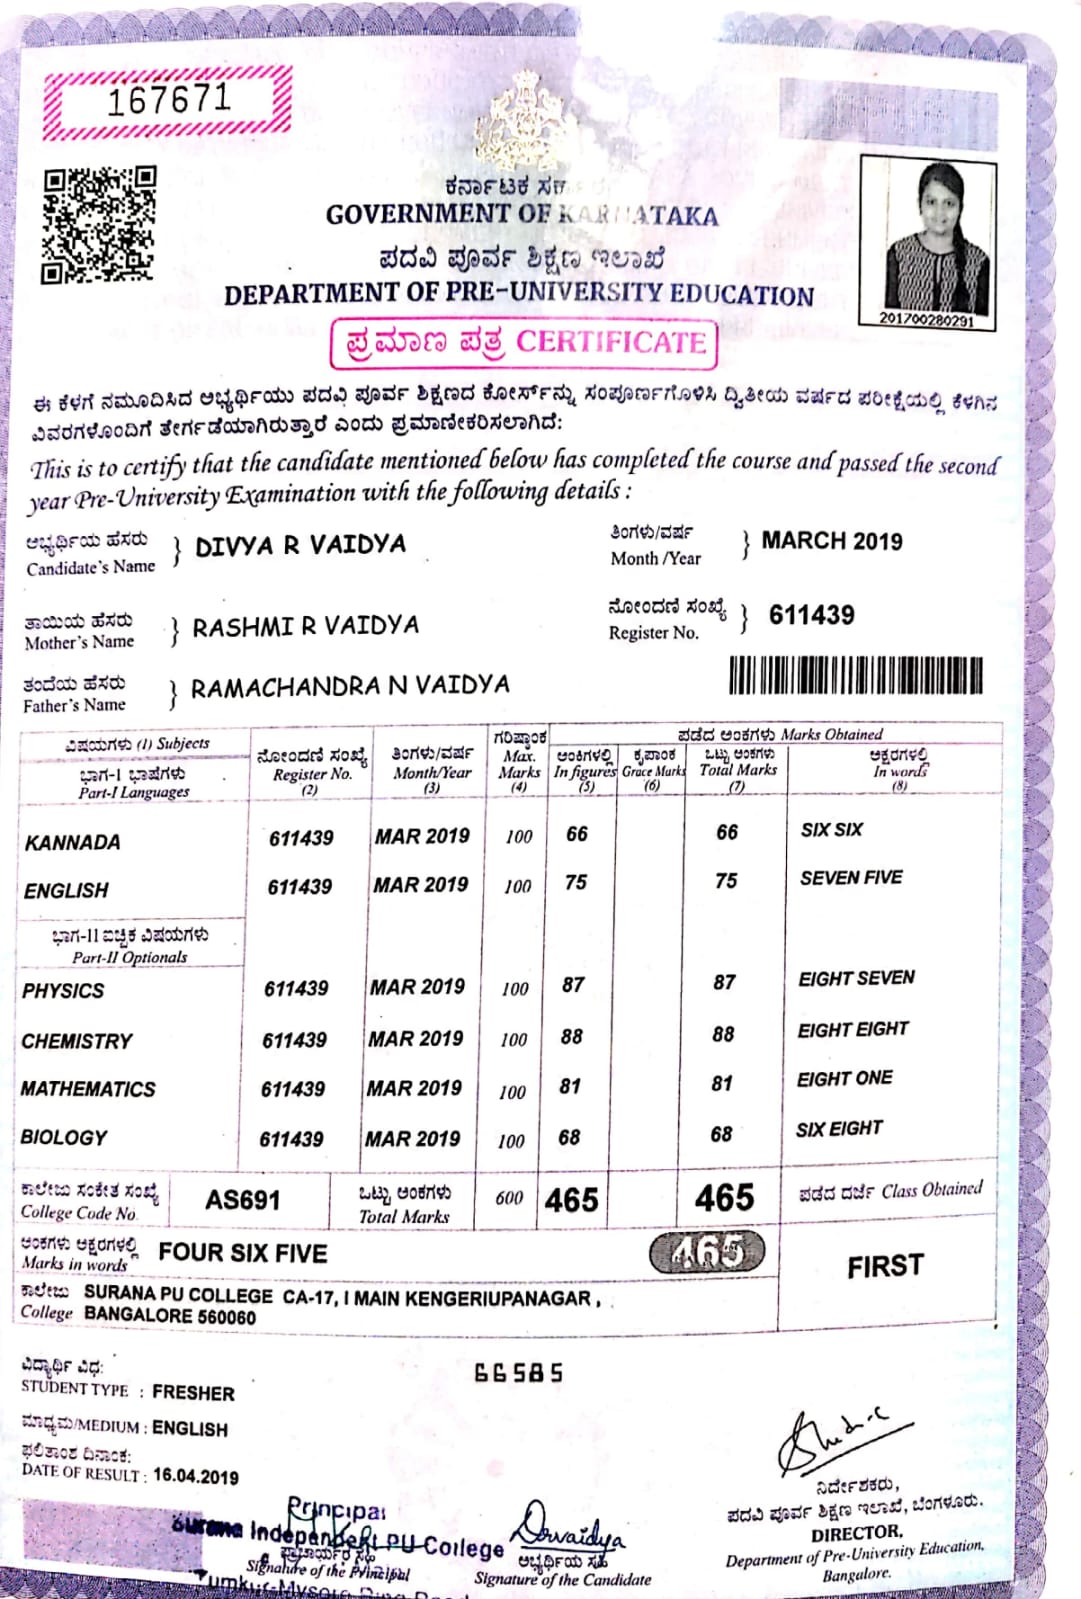 167671
ಕರ್ನಾಟಕ
GOVERNMENT OF KARNATAKA
ಪದವಿ ಪೂರ್ವ ಶಿಕ್ಷಣ ಇಲಾಖೆ
DEPARTMENT OF PRE-UNIVERSITY EDUCATION
201700280291
ಪ್ರಮಾಣ ಪತ್ರ CERTIFICATE
ಈ ಕೆಳಗೆ ನಮೂದಿಸಿದ ಅಭ್ಯರ್ಥಿಯು ಪದವಿ ಪೂರ್ವ ಶಿಕ್ಷಣದ ಕೋರ್ಸ್‌ನ್ನು ಸಂಪೂರ್ಣಗೊಳಿಸಿ ದ್ವಿತೀಯ ವರ್ಷದ ಪರೀಕ್ಷೆಯಲ್ಲಿ ಕೆಳಗಿನ
ವಿವರಗಳೊಂದಿಗೆ ತೇರ್ಗಡೆಯಾಗಿರುತ್ತಾರೆ ಎಂದು ಪ್ರಮಾಣೀಕರಿಸಲಾಗಿದೆ:
This is to certify that the candidate mentioned below has completed the course and passed the second
year Pre-University Examination with the following details :
ಅಭ್ಯರ್ಥಿಯ ಹೆಸರು
Candidate's Name } DIVYA R VAIDYA
ತಿಂಗಳು/ವರ್ಷ
Month /Year } MARCH 2019
ತಾಯಿಯ ಹೆಸರು
Mother's Name } RASHMI R VAIDYA
ನೋಂದಣಿ ಸಂಖ್ಯೆ
Register No. } 611439
ತಂದೆಯ ಹೆಸರು
Father's Name } RAMACHANDRA N VAIDYA
ವಿಷಯಗಳು (1) Subjects
ಭಾಗ-I ಭಾಷೆಗಳು
Part-I Languages
ನೋಂದಣಿ ಸಂಖ್ಯೆ
Register No.
(2)
ತಿಂಗಳು/ವರ್ಷ
Month/Year
(3)
ಗರಿಷ್ಠಾಂಕ
Max.
Marks
(4)
ಪಡೆದ ಅಂಕಗಳು Marks Obtained
ಅಂಕಿಗಳಲ್ಲಿ
In figures
(5)
ಕೃಪಾಂಕ
Grace Marks
(6)
ಒಟ್ಟು ಅಂಕಗಳು
Total Marks
(7)
ಅಕ್ಷರಗಳಲ್ಲಿ
In words
(8)
KANNADA 611439 MAR 2019 100 66 66 SIX SIX
ENGLISH 611439 MAR 2019 100 75 75 SEVEN FIVE
ಭಾಗ-II ಐಚ್ಛಿಕ ವಿಷಯಗಳು
Part-II Optionals
PHYSICS 611439 MAR 2019 100 87 87 EIGHT SEVEN
CHEMISTRY 611439 MAR 2019 100 88 88 EIGHT EIGHT
MATHEMATICS 611439 MAR 2019 100 81 81 EIGHT ONE
BIOLOGY 611439 MAR 2019 100 68 68 SIX EIGHT
ಕಾಲೇಜು ಸಂಕೇತ ಸಂಖ್ಯೆ
College Code No. AS691
ಒಟ್ಟು ಅಂಕಗಳು
Total Marks 600 465 465
ಪಡೆದ ದರ್ಜೆ Class Obtained
ಅಂಕಗಳು ಅಕ್ಷರಗಳಲ್ಲಿ
Marks in words FOUR SIX FIVE 465
FIRST
ಕಾಲೇಜು SURANA PU COLLEGE CA-17, I MAIN KENGERIUPANAGAR ,
College BANGALORE 560060
ವಿದ್ಯಾರ್ಥಿ ವಿಧ:
STUDENT TYPE : FRESHER
66585
ಮಾಧ್ಯಮ/MEDIUM : ENGLISH
ಫಲಿತಾಂಶ ದಿನಾಂಕ:
DATE OF RESULT : 16.04.2019
Principal
Surana Independent PU College
ಪ್ರಾಚಾರ್ಯರ ಸಹಿ
Signature of the Principal
Tumkur-Mysore Ring
Drvaidya
ಅಭ್ಯರ್ಥಿಯ ಸಹಿ
Signature of the Candidate
ನಿರ್ದೇಶಕರು,
ಪದವಿ ಪೂರ್ವ ಶಿಕ್ಷಣ ಇಲಾಖೆ, ಬೆಂಗಳೂರು.
DIRECTOR,
Department of Pre-University Education,
Bangalore.